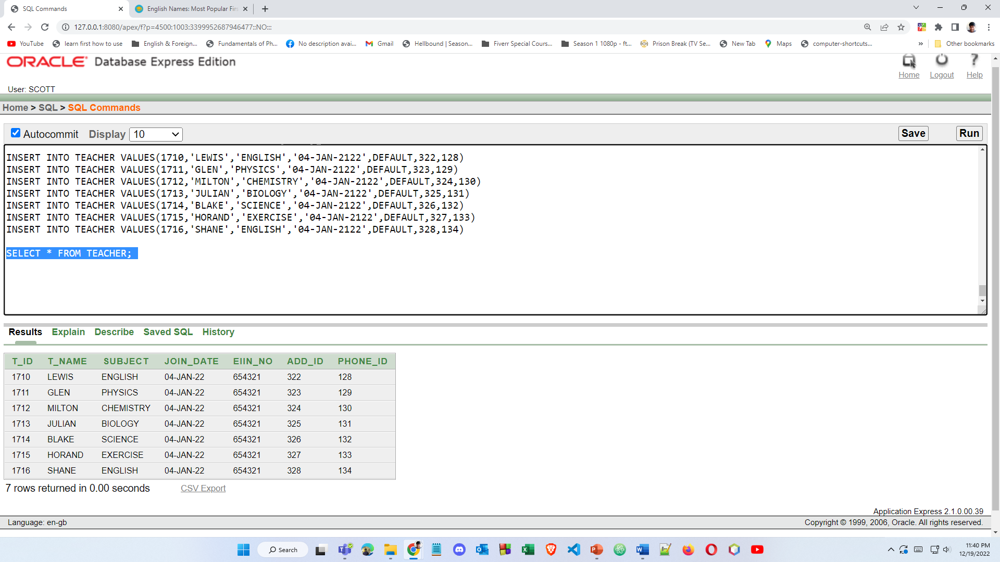 SQL Commands
English Names: Most Popular Firs
127.0.0.1:8080/apex/f?p=4500:1003:3399952687946477::NO:::
YouTube learn first how to use English & Foreign... Fundamentals of Ph... No description avai... Gmail Hellbound | Season... Fiverr Special Cours... Season 1 1080p - ft... Prison Break (TV Se... New Tab Maps computer-shortcuts... » Other bookmarks
ORACLE Database Express Edition
Home Logout Help
User: SCOTT
Home > SQL > SQL Commands
Autocommit Display 10 Save Run
INSERT INTO TEACHER VALUES(1710,'LEWIS','ENGLISH','04-JAN-2122',DEFAULT,322,128)
INSERT INTO TEACHER VALUES(1711,'GLEN','PHYSICS','04-JAN-2122',DEFAULT,323,129)
INSERT INTO TEACHER VALUES(1712,'MILTON','CHEMISTRY','04-JAN-2122',DEFAULT,324,130)
INSERT INTO TEACHER VALUES(1713,'JULIAN','BIOLOGY','04-JAN-2122',DEFAULT,325,131)
INSERT INTO TEACHER VALUES(1714,'BLAKE','SCIENCE','04-JAN-2122',DEFAULT,326,132)
INSERT INTO TEACHER VALUES(1715,'HORAND','EXERCISE','04-JAN-2122',DEFAULT,327,133)
INSERT INTO TEACHER VALUES(1716,'SHANE','ENGLISH','04-JAN-2122',DEFAULT,328,134)
SELECT * FROM TEACHER;
Results Explain Describe Saved SQL History
T_ID T_NAME SUBJECT JOIN_DATE EIIN_NO ADD_ID PHONE_ID
1710 LEWIS ENGLISH 04-JAN-22 654321 322 128
1711 GLEN PHYSICS 04-JAN-22 654321 323 129
1712 MILTON CHEMISTRY 04-JAN-22 654321 324 130
1713 JULIAN BIOLOGY 04-JAN-22 654321 325 131
1714 BLAKE SCIENCE 04-JAN-22 654321 326 132
1715 HORAND EXERCISE 04-JAN-22 654321 327 133
1716 SHANE ENGLISH 04-JAN-22 654321 328 134
7 rows returned in 0.00 seconds CSV Export
Application Express 2.1.0.00.39
Language: en-gb Copyright © 1999, 2006, Oracle. All rights reserved.
Search
11:40 PM
12/19/2022